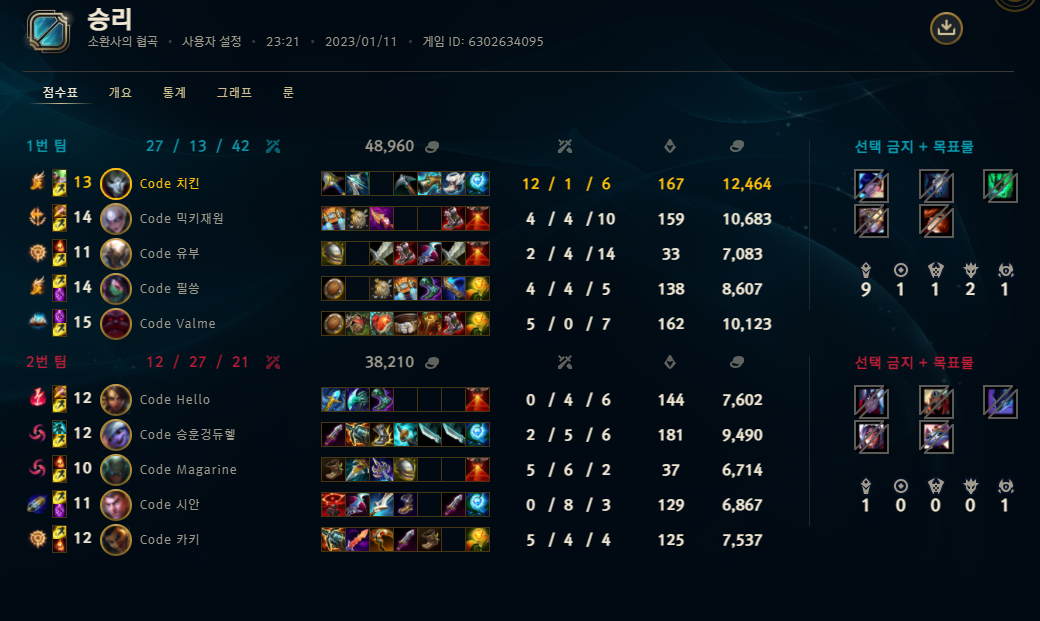 승리
소환사의 협곡 • 사용자 설정 • 23:21 • 2023/01/11 • 게임 ID: 6302634095
점수표 개요 통계 그래프 룬
1번 팀 27 / 13 / 42 48,960 선택 금지 + 목표물
13 Code 치킨 12 / 1 / 6 167 12,464
14 Code 믹키재원 4 / 4 / 10 159 10,683
11 Code 유부 2 / 4 / 14 33 7,083
14 Code 필쏭 4 / 4 / 5 138 8,607
15 Code Valme 5 / 0 / 7 162 10,123
9 1 1 2 1
2번 팀 12 / 27 / 21 38,210 선택 금지 + 목표물
12 Code Hello 0 / 4 / 6 144 7,602
12 Code 승훈겅듀헿 2 / 5 / 6 181 9,490
10 Code Magarine 5 / 6 / 2 37 6,714
11 Code 시안 0 / 8 / 3 129 6,867
12 Code 카키 5 / 4 / 4 125 7,537
1 0 0 0 1